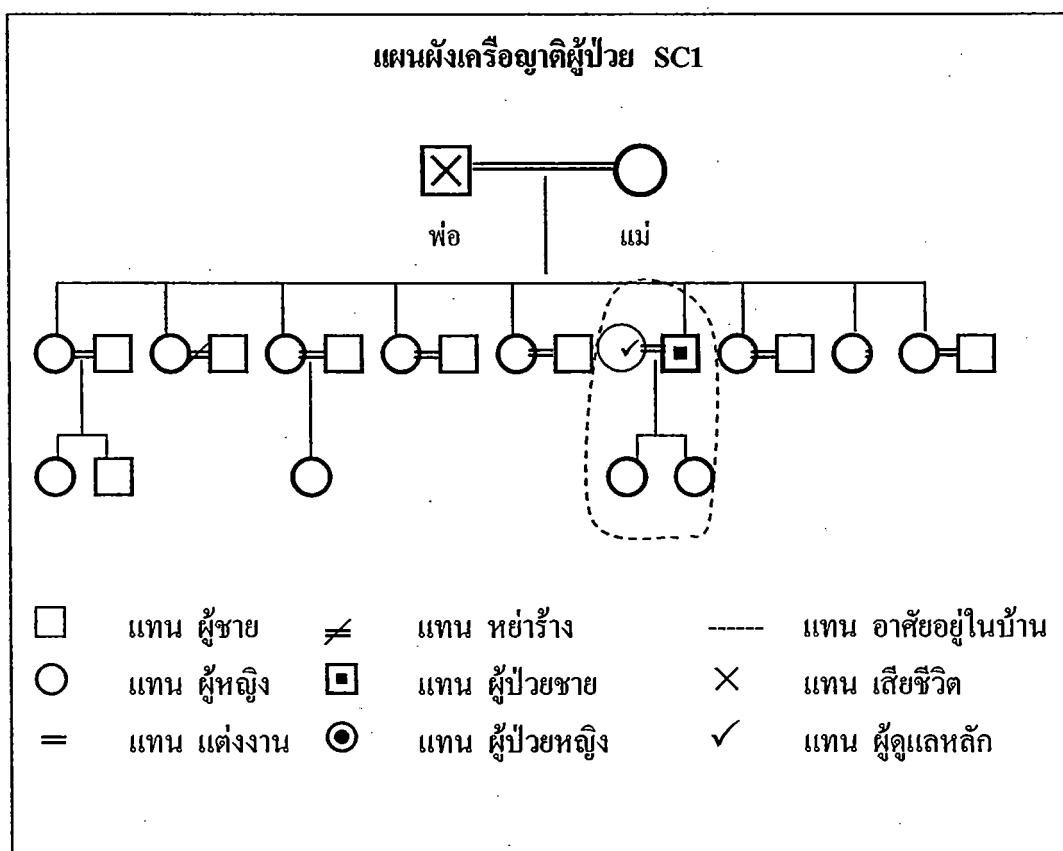 แผนผังเครือญาติผู้ป่วย SC1
พ่อ แม่
แทน ผู้ชาย แทน หย่าร้าง แทน อาศัยอยู่ในบ้าน
แทน ผู้หญิง แทน ผู้ป่วยชาย แทน เสียชีวิต
แทน แต่งงาน แทน ผู้ป่วยหญิง แทน ผู้ดูแลหลัก